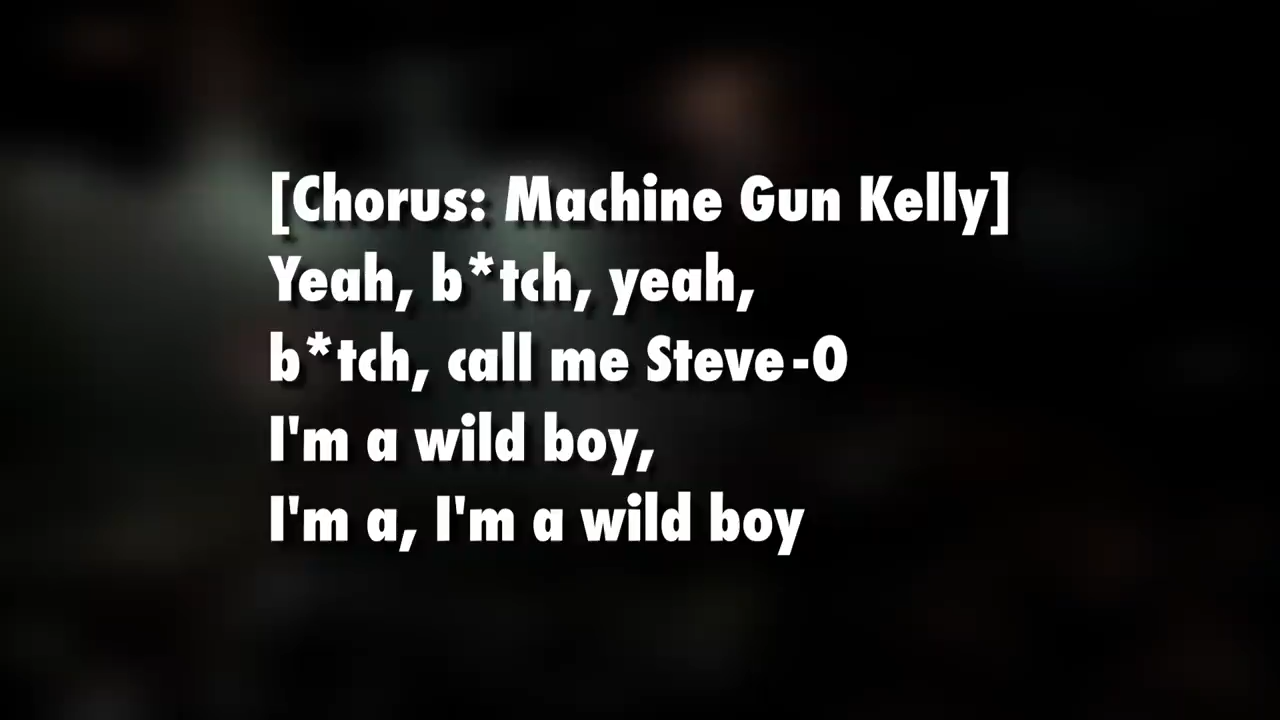 [Chorus: Machine Gun Kelly]
Yeah, b*tch, yeah,
b*tch, call me Steve-O
I'm a wild boy,
I'm a, I'm a wild boy